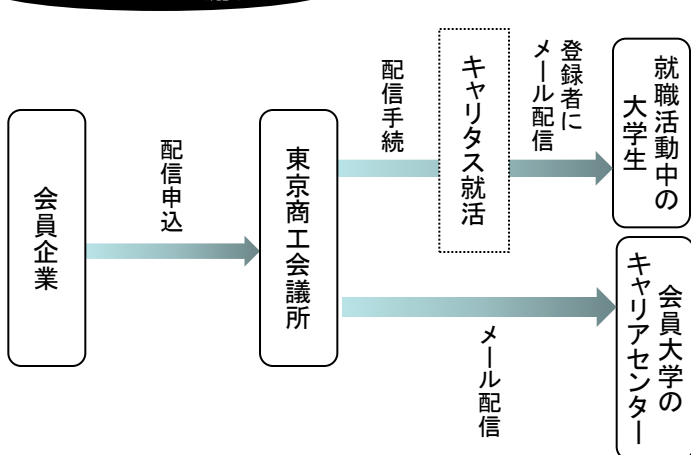 会員企業
配信申込
東京商工会議所
配信手続
キャリタス就活
登録者に
メール配信
就職活動中の
大学生
メール配信
会員大学の
キャリアセンター